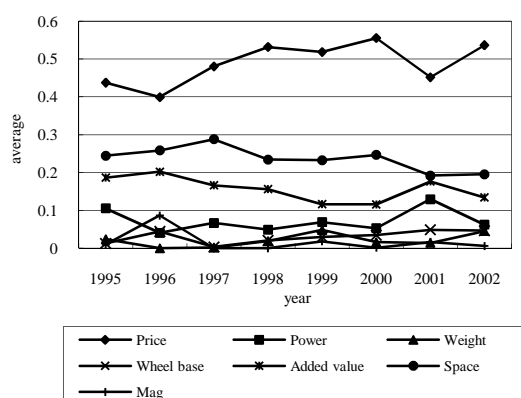 0.6
0.5
0.4
0.3
0.2
0.1
0
average
1995 1996 1997 1998 1999 2000 2001 2002
year
Price Power Weight
Wheel base Added value Space
Mag